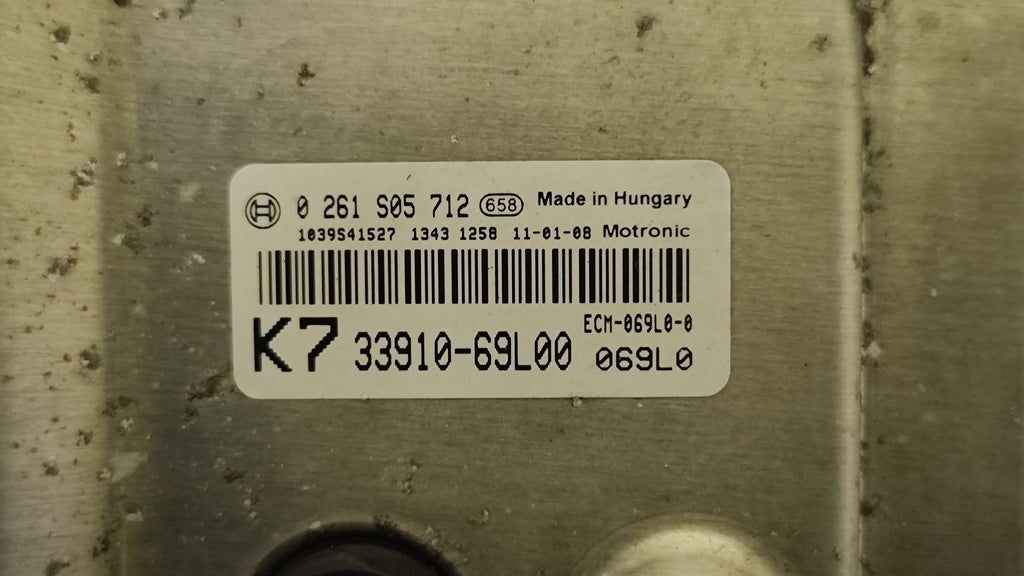 0 261 S05 712 658 Made in Hungary
1039S41527 1343 1258 11-01-08 Motronic
ECM-069L0-0
K7 33910-69L00 069L0